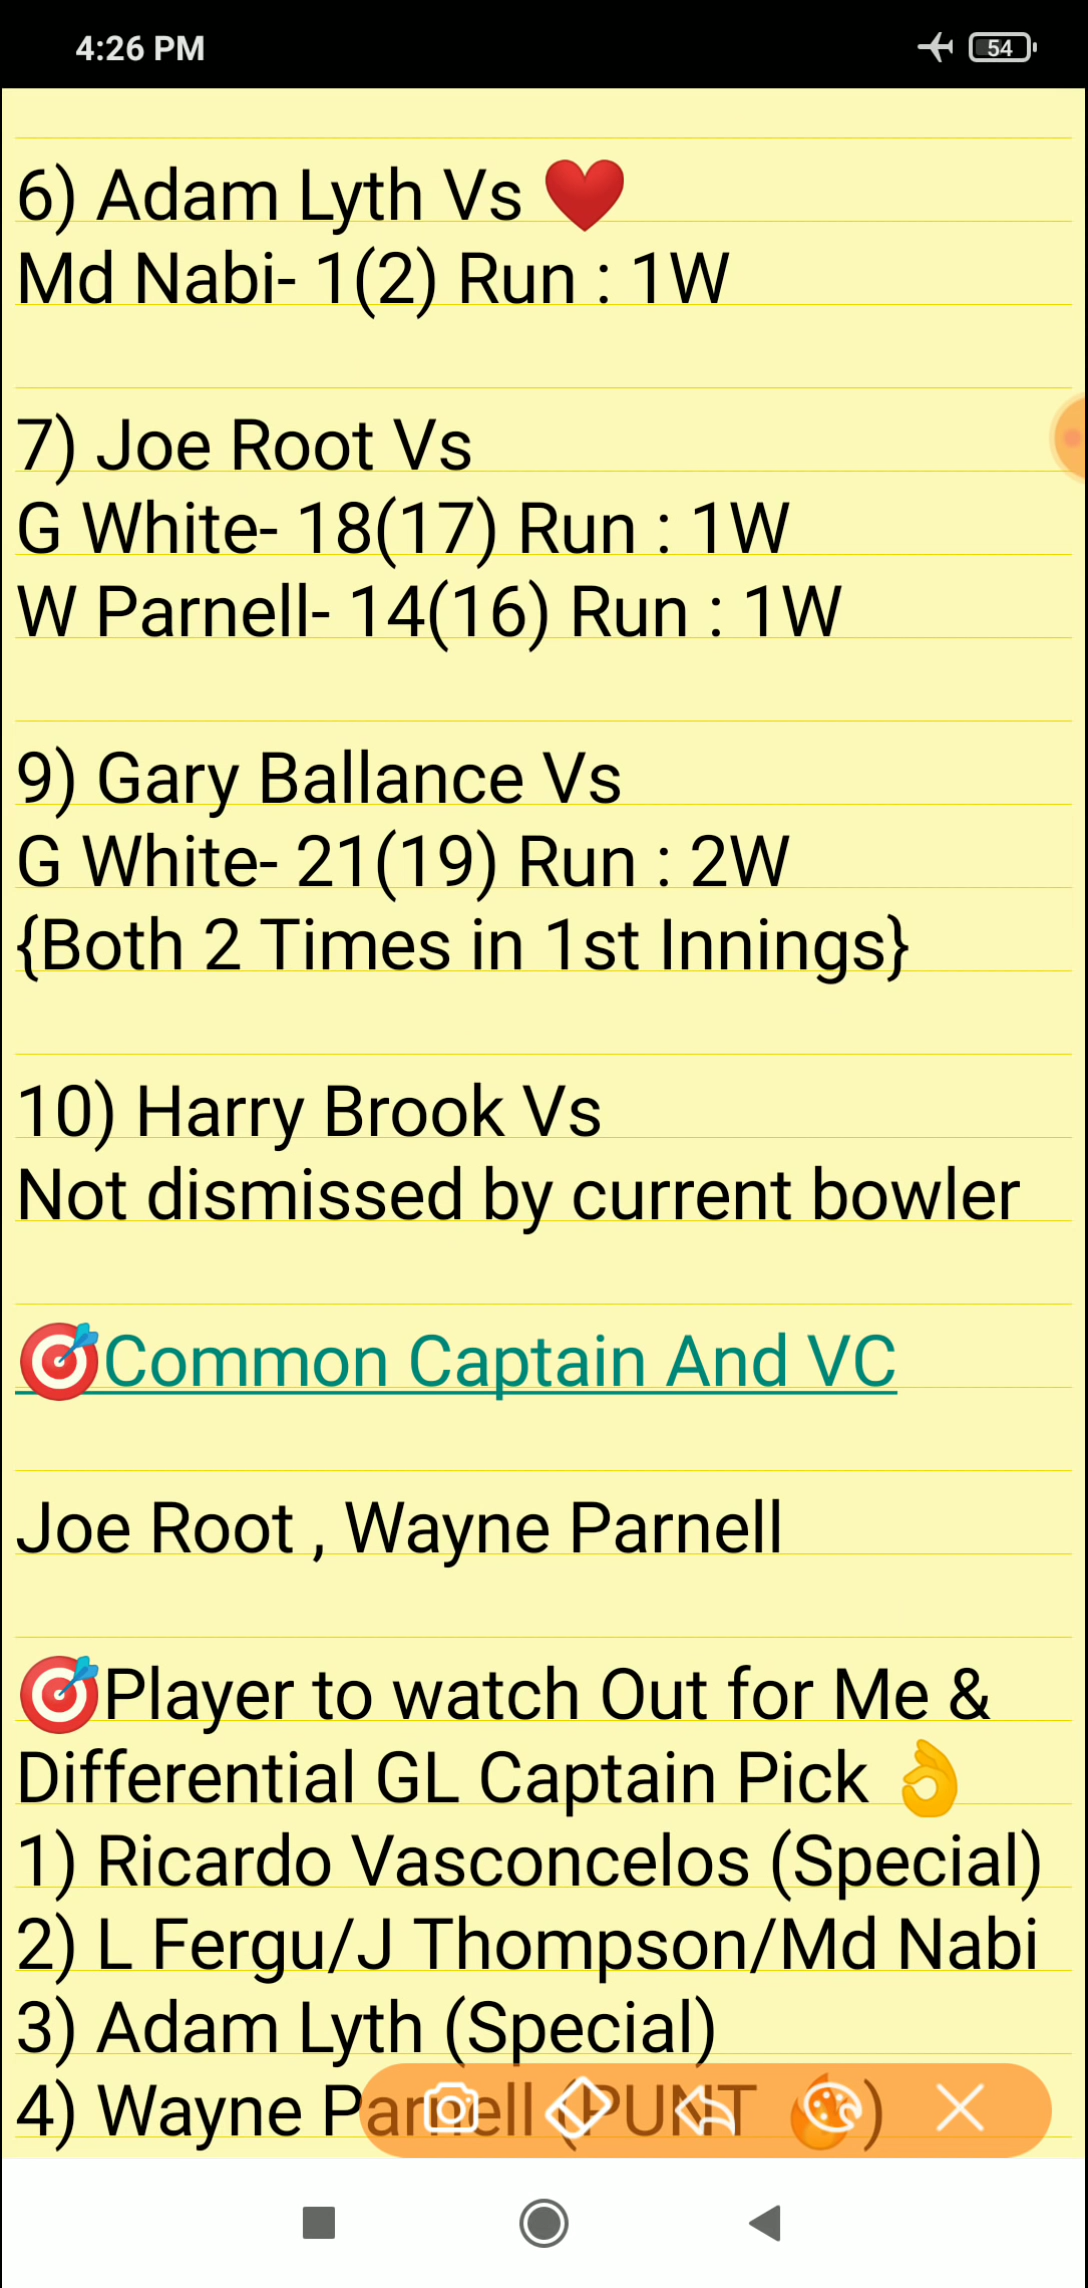 4:26 PM
54
6) Adam Lyth Vs ❤️
Md Nabi- 1(2) Run : 1W
7) Joe Root Vs
G White- 18(17) Run : 1W
W Parnell- 14(16) Run : 1W
9) Gary Ballance Vs
G White- 21(19) Run : 2W
{Both 2 Times in 1st Innings}
10) Harry Brook Vs
Not dismissed by current bowler
🎯Common Captain And VC
Joe Root , Wayne Parnell
🎯Player to watch Out for Me &
Differential GL Captain Pick 👌
1) Ricardo Vasconcelos (Special)
2) L Fergu/J Thompson/Md Nabi
3) Adam Lyth (Special)
4) Wayne Parnell (PUNT 🔥)